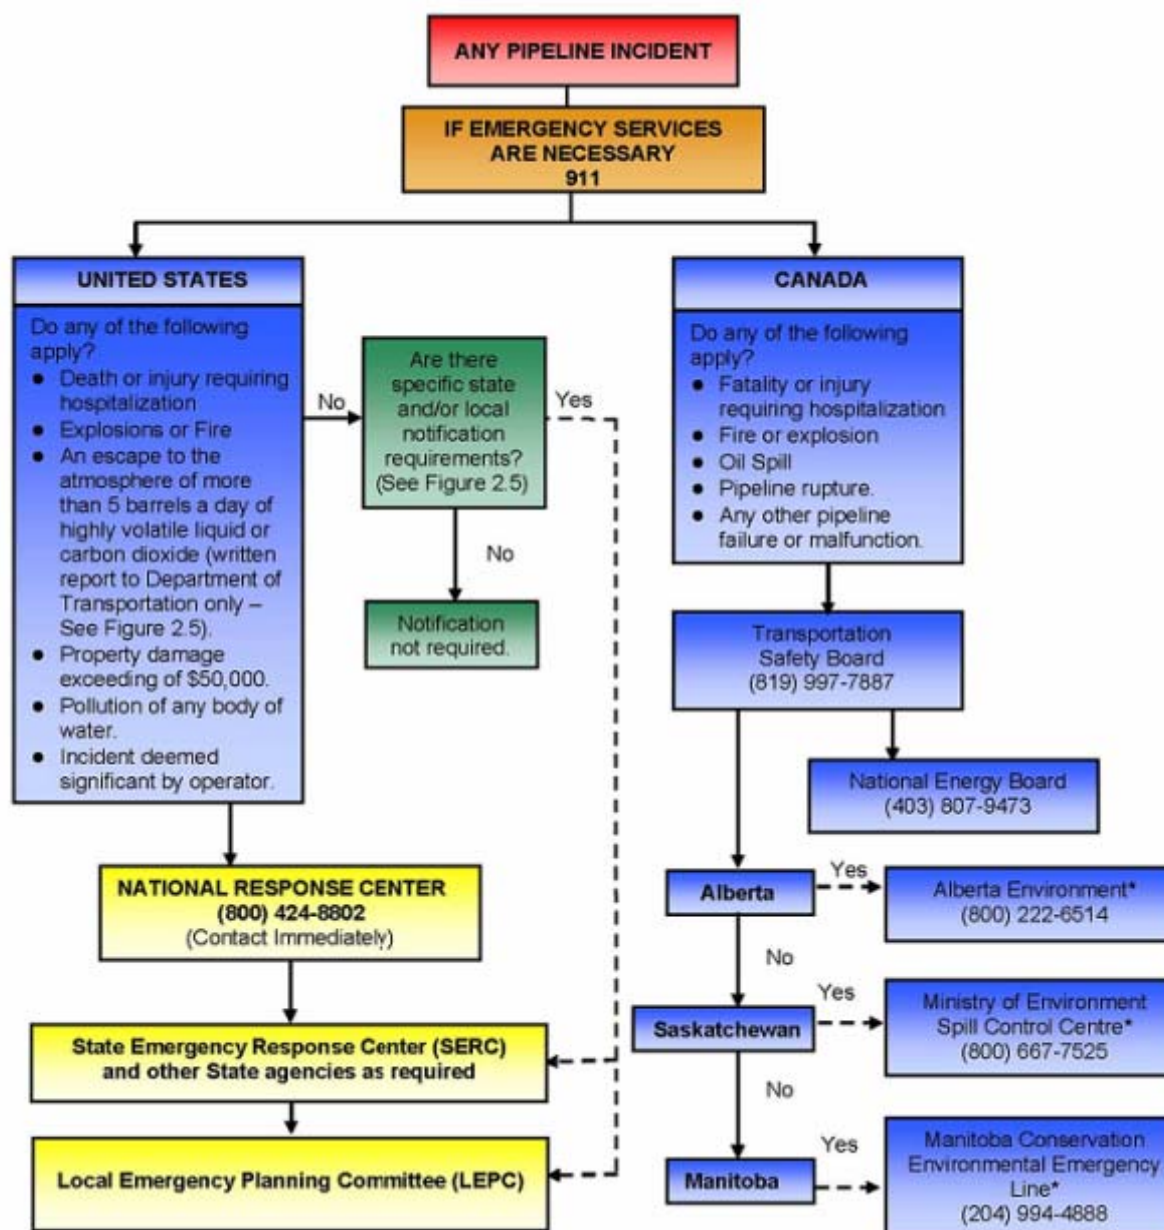 ANY PIPELINE INCIDENT
IF EMERGENCY SERVICES
ARE NECESSARY
911
UNITED STATES
Do any of the following
apply?
● Death or injury requiring
hospitalization
● Explosions or Fire
● An escape to the
atmosphere of more
than 5 barrels a day of
highly volatile liquid or
carbon dioxide (written
report to Department of
Transportation only –
See Figure 2.5).
● Property damage
exceeding of $50,000.
● Pollution of any body of
water.
● Incident deemed
significant by operator.
No
Are there
specific state
and/or local
notification
requirements?
(See Figure 2.5)
Yes
No
Notification
not required.
NATIONAL RESPONSE CENTER
(800) 424-8802
(Contact Immediately)
State Emergency Response Center (SERC)
and other State agencies as required
Local Emergency Planning Committee (LEPC)
CANADA
Do any of the following
apply?
● Fatality or injury
requiring hospitalization
● Fire or explosion
● Oil Spill
● Pipeline rupture.
● Any other pipeline
failure or malfunction.
Transportation
Safety Board
(819) 997-7887
National Energy Board
(403) 807-9473
Alberta
Yes
Alberta Environment*
(800) 222-6514
No
Saskatchewan
Yes
Ministry of Environment
Spill Control Centre*
(800) 667-7525
No
Manitoba
Yes
Manitoba Conservation
Environmental Emergency
Line*
(204) 994-4888